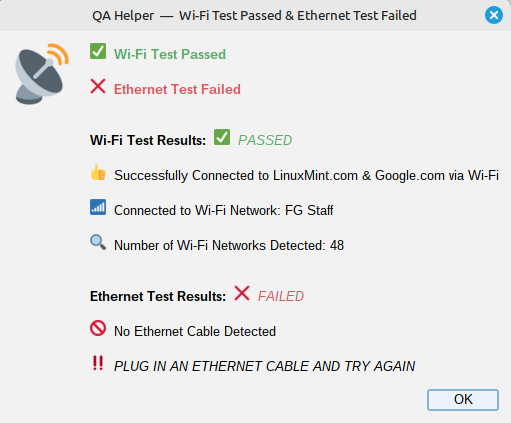 QA Helper — Wi-Fi Test Passed & Ethernet Test Failed
Wi-Fi Test Passed
Ethernet Test Failed
Wi-Fi Test Results: PASSED
Successfully Connected to LinuxMint.com & Google.com via Wi-Fi
Connected to Wi-Fi Network: FG Staff
Number of Wi-Fi Networks Detected: 48
Ethernet Test Results: FAILED
No Ethernet Cable Detected
PLUG IN AN ETHERNET CABLE AND TRY AGAIN
OK